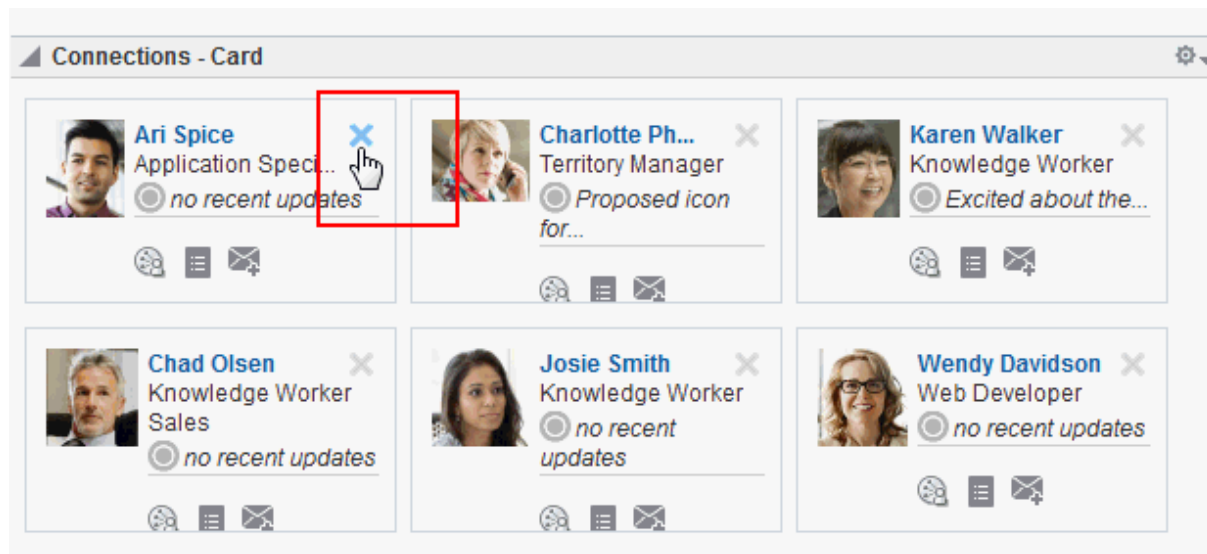 Connections - Card
Ari Spice
Application Speci...
no recent updates
Charlotte Ph...
Territory Manager
Proposed icon
for...
Karen Walker
Knowledge Worker
Excited about the...
Chad Olsen
Knowledge Worker
Sales
no recent updates
Josie Smith
Knowledge Worker
no recent
updates
Wendy Davidson
Web Developer
no recent updates